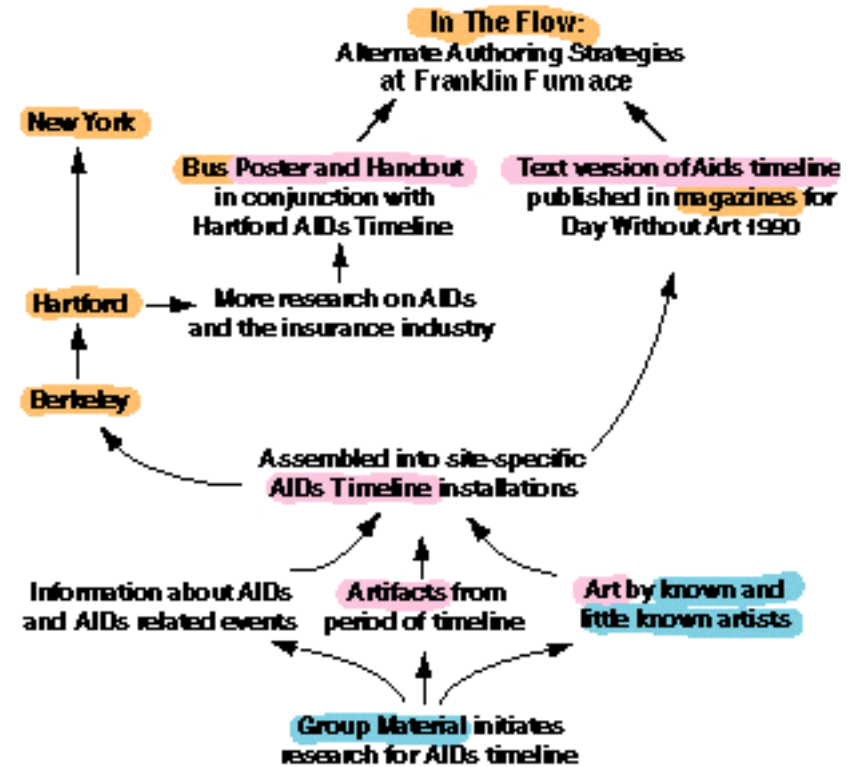 In The Flow:
Alternate Authoring Strategies
at Franklin Furnace
New York
Bus Poster and Handout
in conjunction with
Hartford AIDs Timeline
Text version of Aids timeline
published in magazines for
Day Without Art 1990
Hartford
More research on AIDs
and the insurance industry
Berkeley
Assembled into site-specific
AIDs Timeline installations
Information about AIDs
and AIDs related events
Artifacts from
period of timeline
Art by known and
little known artists
Group Material initiates
research for AIDs timeline